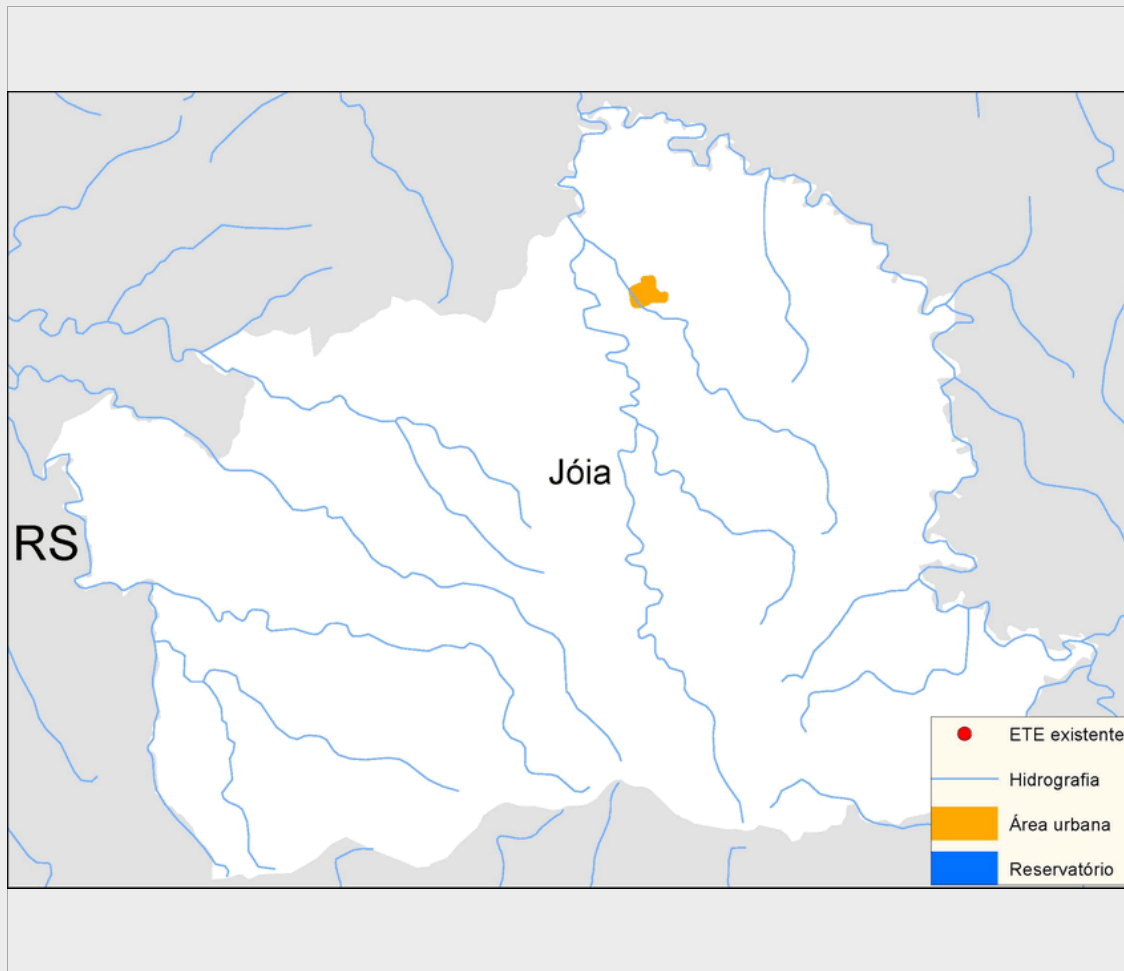 Jóia
RS
ETE existente
Hidrografia
Área urbana
Reservatório